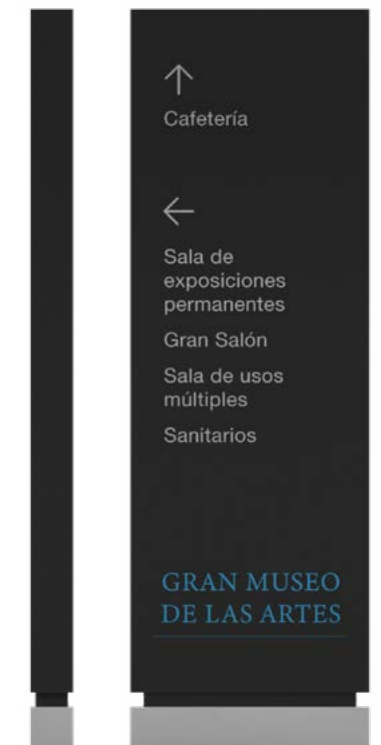 Cafetería
Sala de
exposiciones
permanentes
Gran Salón
Sala de usos
múltiples
Sanitarios
GRAN MUSEO
DE LAS ARTES